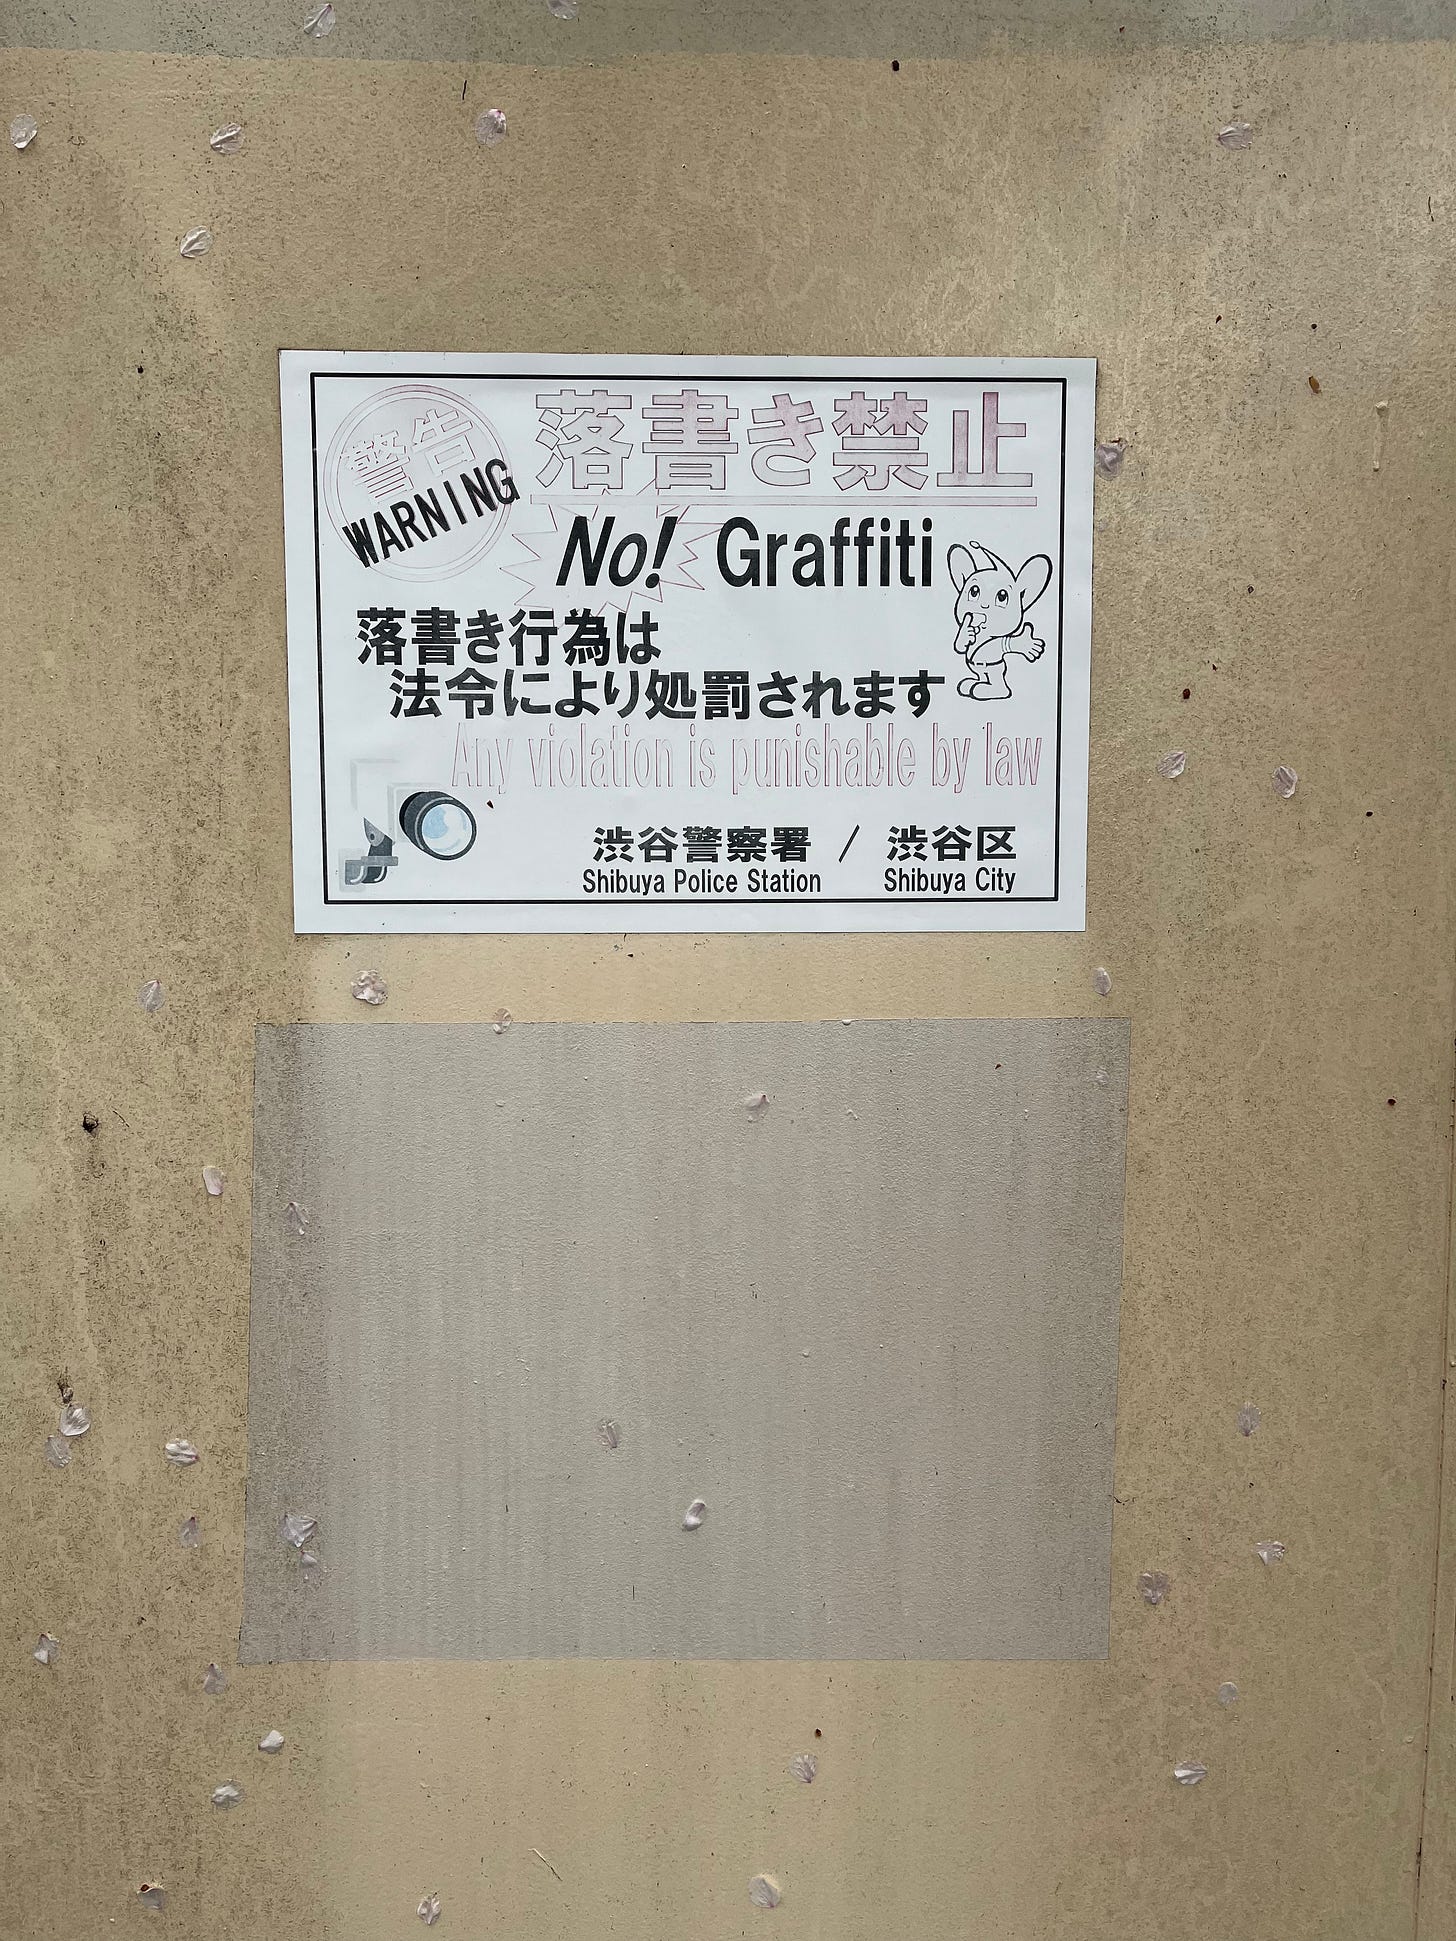 警告
WARNING
落書き禁止
No! Graffiti
落書き行為は
法令により処罰されます
Any violation is punishable by law
渋谷警察署 / 渋谷区
Shibuya Police Station Shibuya City